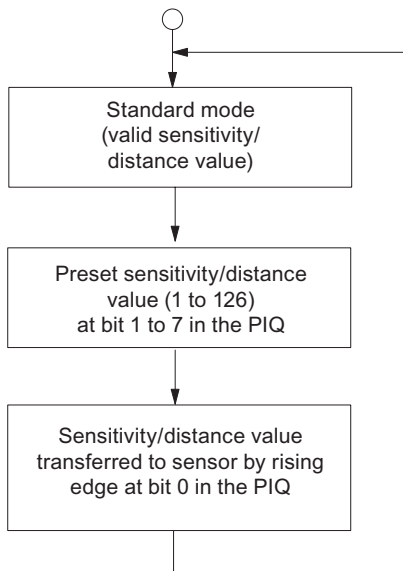 Standard mode
(valid sensitivity/
distance value)
Preset sensitivity/distance
value (1 to 126)
at bit 1 to 7 in the PIQ
Sensitivity/distance value
transferred to sensor by rising
edge at bit 0 in the PIQ